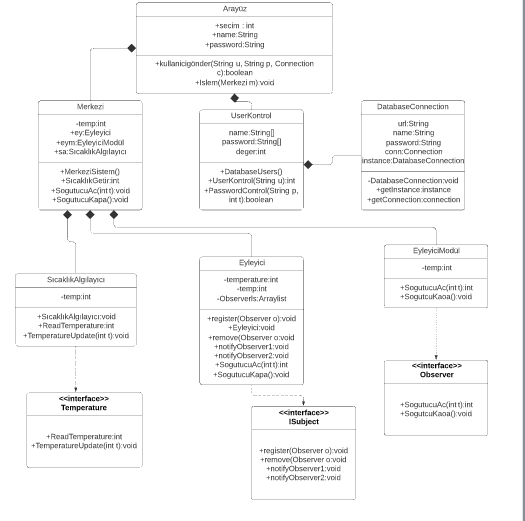 Arayüz
+secim : int
+name:String
+password:String
+kullanicigönder(String u, String p, Connection
c):boolean
+Islem(Merkezi m):void
Merkezi
-temp:int
+ey:Eyleyici
+eym:EyleyiciModül
+sa:SıcaklıkAlgılayıcı
+MerkeziSistem()
+SıcaklıkGetir:int
+SogutucuAc(int t):void
+SogutucuKapa():void
UserKontrol
name:String[]
password:String[]
deger:int
+DatabaseUsers()
+UserKontrol(String u):int
+PasswordControl(String p,
int t):boolean
DatabaseConnection
url:String
name:String
password:String
conn:Connection
instance:DatabaseConnection
-DatabaseConnection:void
+getInstance:instance
+getConnection:connection
SıcaklıkAlgılayıcı
-temp:int
+SıcaklıkAlgılayıcı:void
+ReadTemperature:int
+TemperatureUpdate(int t):void
Eyleyici
-temperature:int
-temp:int
-Observerls:Arraylist
+register(Observer o):void
+Eyleyici:void
+remove(Observer o:void
+notifyObserver1:void
+notifyObserver2:void
+SogutucuAc(int t):int
+SogutucuKapa():void
EyleyiciModül
-temp:int
+SogutucuAc(int t):int
+SogutcuKaoa():void
<<interface>>
Temperature
+ReadTemperature:int
+TemperatureUpdate(int t):void
<<interface>>
ISubject
+register(Observer o):void
+remove(Observer o:void
+notifyObserver1:void
+notifyObserver2:void
<<interface>>
Observer
+SogutucuAc(int t):int
+SogutcuKaoa():void